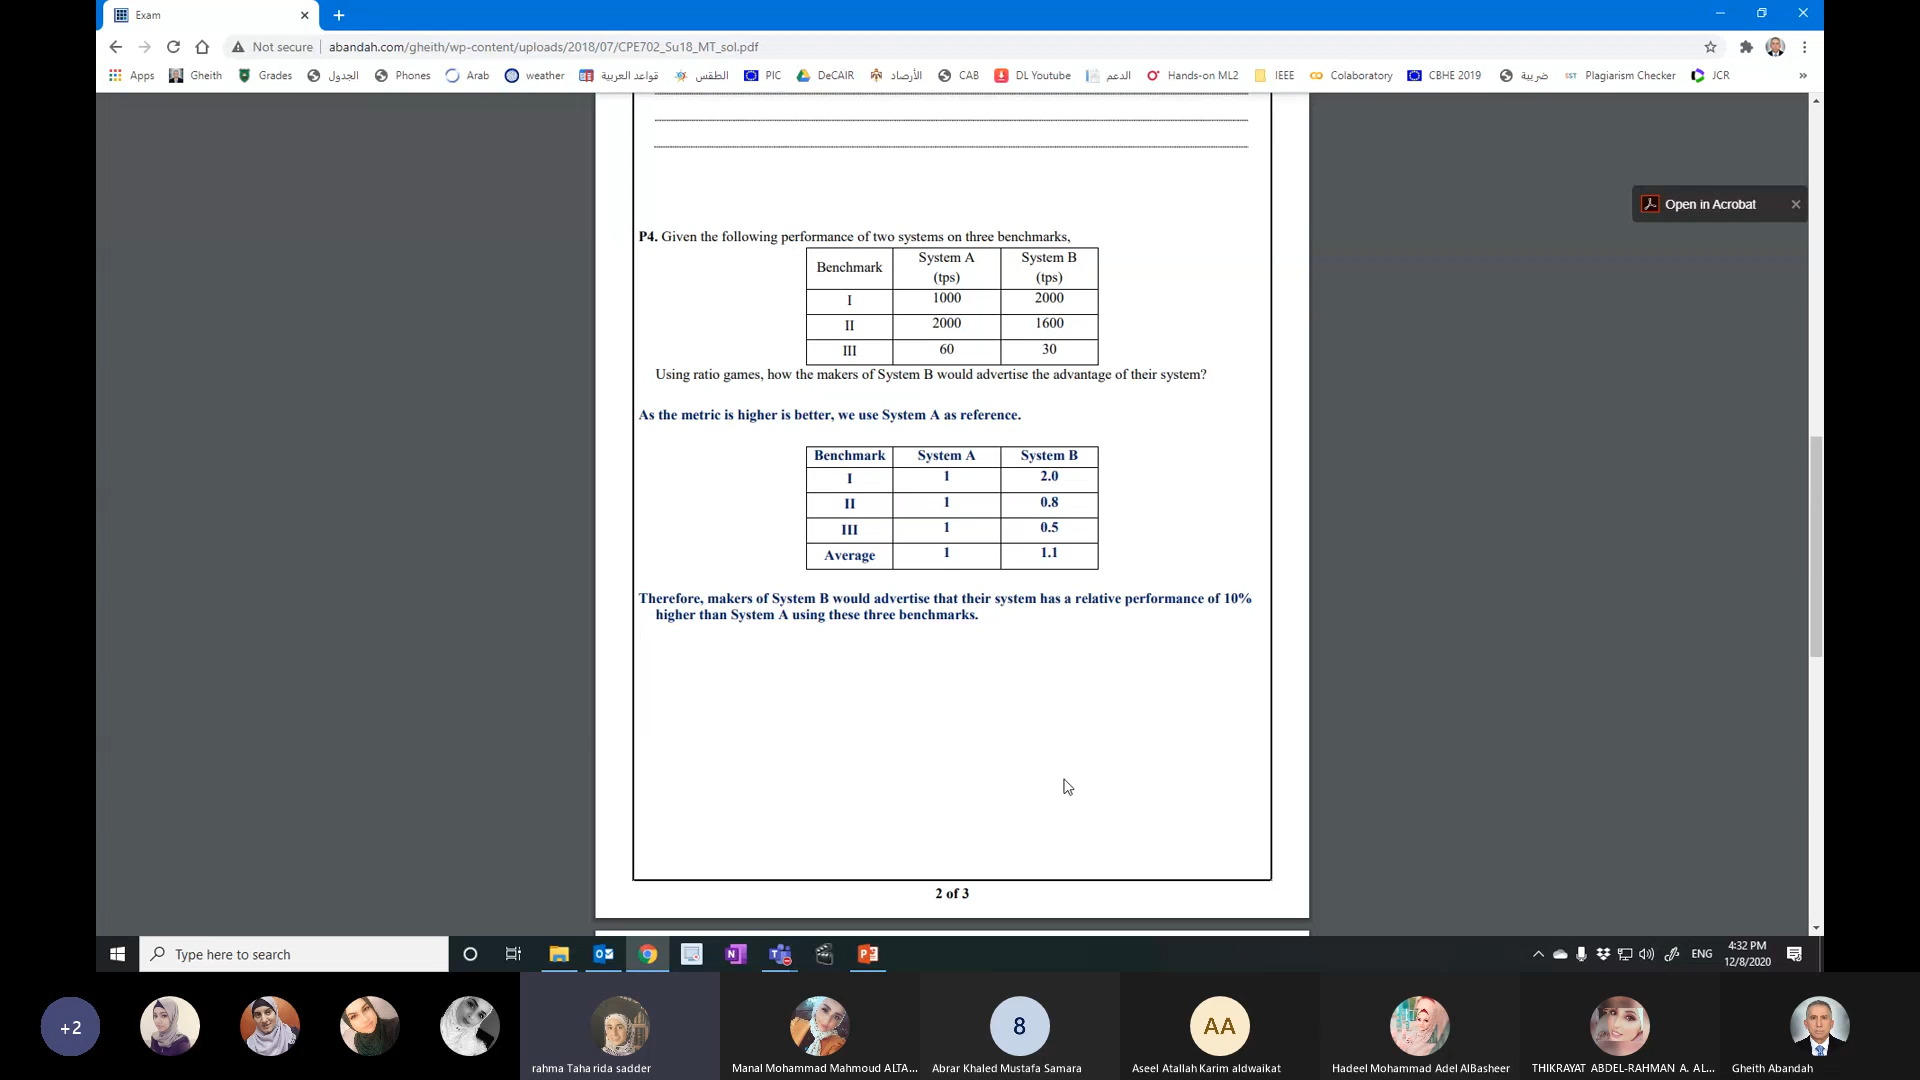 Exam
Not secure | abandah.com/gheith/wp-content/uploads/2018/07/CPE702_Su18_MT_sol.pdf
Apps Gheith Grades الجدول Phones Arab weather قواعد العربية الطقس PIC DeCAIR الأرصاد CAB DL Youtube الدعم Hands-on ML2 IEEE Colaboratory CBHE 2019 ضريبة SST Plagiarism Checker JCR »
Open in Acrobat
P4. Given the following performance of two systems on three benchmarks,
Benchmark System A (tps) System B (tps)
I 1000 2000
II 2000 1600
III 60 30
Using ratio games, how the makers of System B would advertise the advantage of their system?
As the metric is higher is better, we use System A as reference.
Benchmark System A System B
I 1 2.0
II 1 0.8
III 1 0.5
Average 1 1.1
Therefore, makers of System B would advertise that their system has a relative performance of 10%
higher than System A using these three benchmarks.
2 of 3
Type here to search
ENG
4:32 PM
12/8/2020
+2
8
AA
rahma Taha rida sadder
Manal Mohammad Mahmoud ALTA...
Abrar Khaled Mustafa Samara
Aseel Atallah Karim aldwaikat
Hadeel Mohammad Adel AlBasheer
THIKRAYAT ABDEL-RAHMAN A. AL...
Gheith Abandah